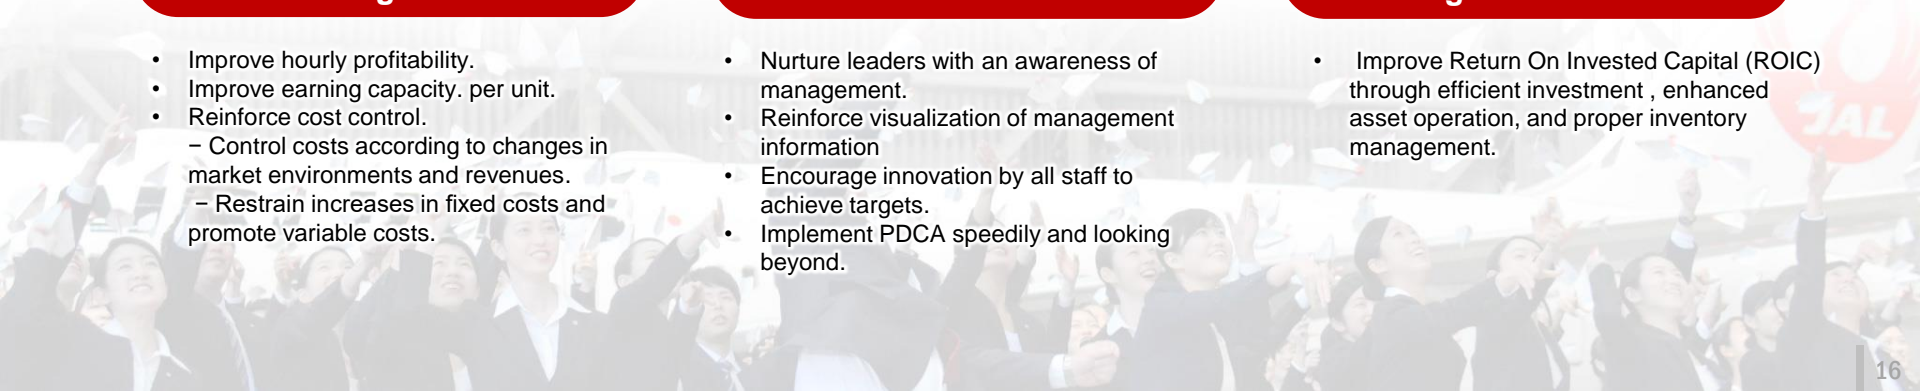 • Improve hourly profitability.
• Improve earning capacity. per unit.
• Reinforce cost control.
− Control costs according to changes in
market environments and revenues.
− Restrain increases in fixed costs and
promote variable costs.
• Nurture leaders with an awareness of
management.
• Reinforce visualization of management
information
• Encourage innovation by all staff to
achieve targets.
• Implement PDCA speedily and looking
beyond.
• Improve Return On Invested Capital (ROIC)
through efficient investment , enhanced
asset operation, and proper inventory
management.
JAL
16